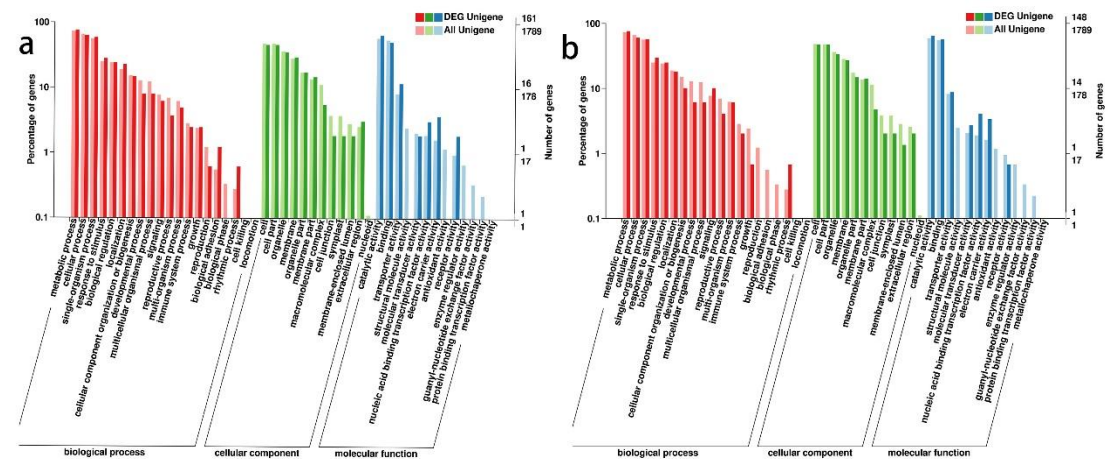 a
DEG Unigene
All Unigene
Percentage of genes
100
10
1
0.1
161
1789
16
178
1
17
1
1
Number of genes
metabolic process
cellular process
single-organism process
response to stimulus
biological regulation
localization
cellular component organization or biogenesis
developmental process
multicellular organismal process
signaling
reproductive process
multi-organism process
immune system process
growth
reproduction
biological adhesion
biological phase
rhythmic process
cell killing
locomotion
cell
cell part
organelle
membrane
organelle part
membrane part
macromolecular complex
cell junction
symplast
membrane-enclosed lumen
extracellular region
nucleoid
catalytic activity
binding
transporter activity
structural molecule activity
molecular transducer activity
nucleic acid binding transcription factor activity
electron carrier activity
antioxidant activity
receptor activity
enzyme regulator activity
guanyl-nucleotide exchange factor activity
protein binding transcription factor activity
metallochaperone activity
biological process
cellular component
molecular function
b
DEG Unigene
All Unigene
Percentage of genes
100
10
1
0.1
148
1789
14
178
1
17
1
1
Number of genes
metabolic process
cellular process
single-organism process
response to stimulus
biological regulation
localization
cellular component organization or biogenesis
developmental process
multicellular organismal process
signaling
reproductive process
multi-organism process
immune system process
growth
reproduction
biological adhesion
biological phase
rhythmic process
cell killing
locomotion
cell
cell part
organelle
membrane
organelle part
membrane part
macromolecular complex
cell junction
symplast
membrane-enclosed lumen
extracellular region
nucleoid
catalytic activity
binding
transporter activity
structural molecule activity
molecular transducer activity
nucleic acid binding transcription factor activity
electron carrier activity
antioxidant activity
receptor activity
enzyme regulator activity
guanyl-nucleotide exchange factor activity
protein binding transcription factor activity
metallochaperone activity
biological process
cellular component
molecular function